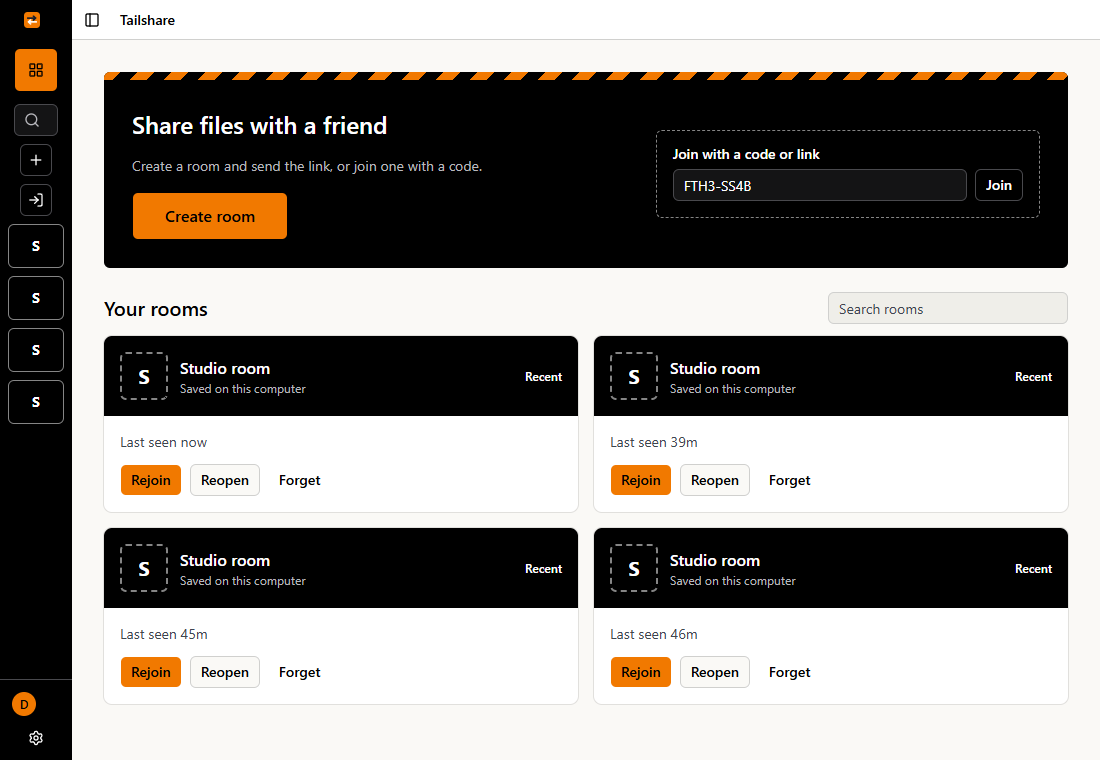 Tailshare
Share files with a friend
Create a room and send the link, or join one with a code.
Create room
Join with a code or link
FTH3-SS4B
Join
S
S
S
S
Your rooms
Search rooms
S
Studio room
Saved on this computer
Recent
Last seen now
Rejoin
Reopen
Forget
S
Studio room
Saved on this computer
Recent
Last seen 39m
Rejoin
Reopen
Forget
S
Studio room
Saved on this computer
Recent
Last seen 45m
Rejoin
Reopen
Forget
S
Studio room
Saved on this computer
Recent
Last seen 46m
Rejoin
Reopen
Forget
D